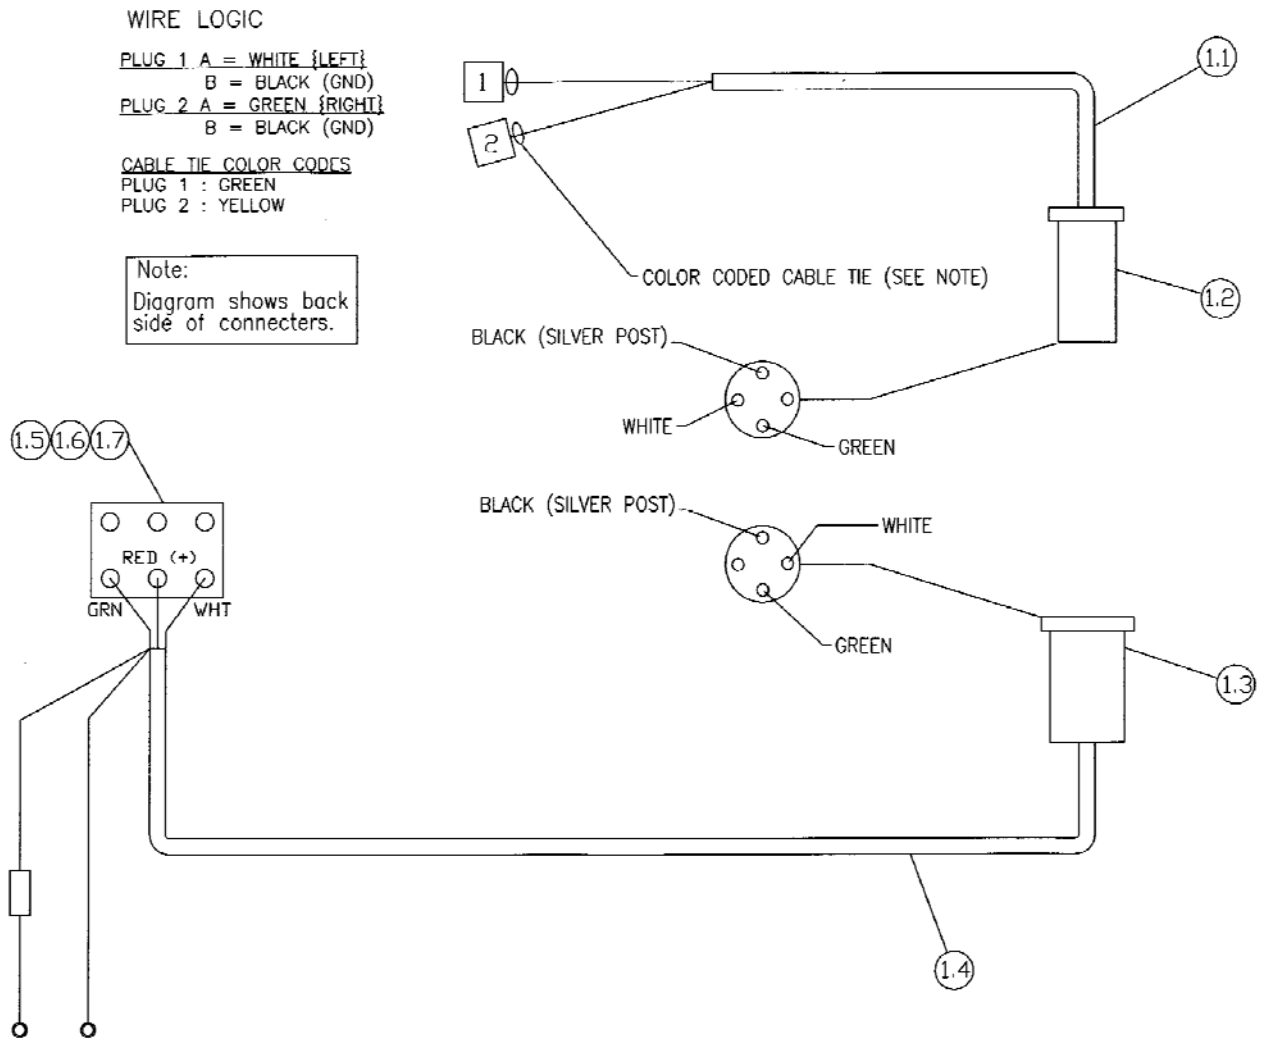 WIRE LOGIC
PLUG 1 A = WHITE {LEFT}
B = BLACK (GND)
PLUG 2 A = GREEN {RIGHT}
B = BLACK (GND)
CABLE TIE COLOR CODES
PLUG 1 : GREEN
PLUG 2 : YELLOW
Note:
Diagram shows back
side of connecters.
1
2
1.1
1.2
COLOR CODED CABLE TIE (SEE NOTE)
BLACK (SILVER POST)
WHITE
GREEN
1.5 1.6 1.7
RED (+)
GRN WHT
BLACK (SILVER POST)
WHITE
GREEN
1.3
1.4